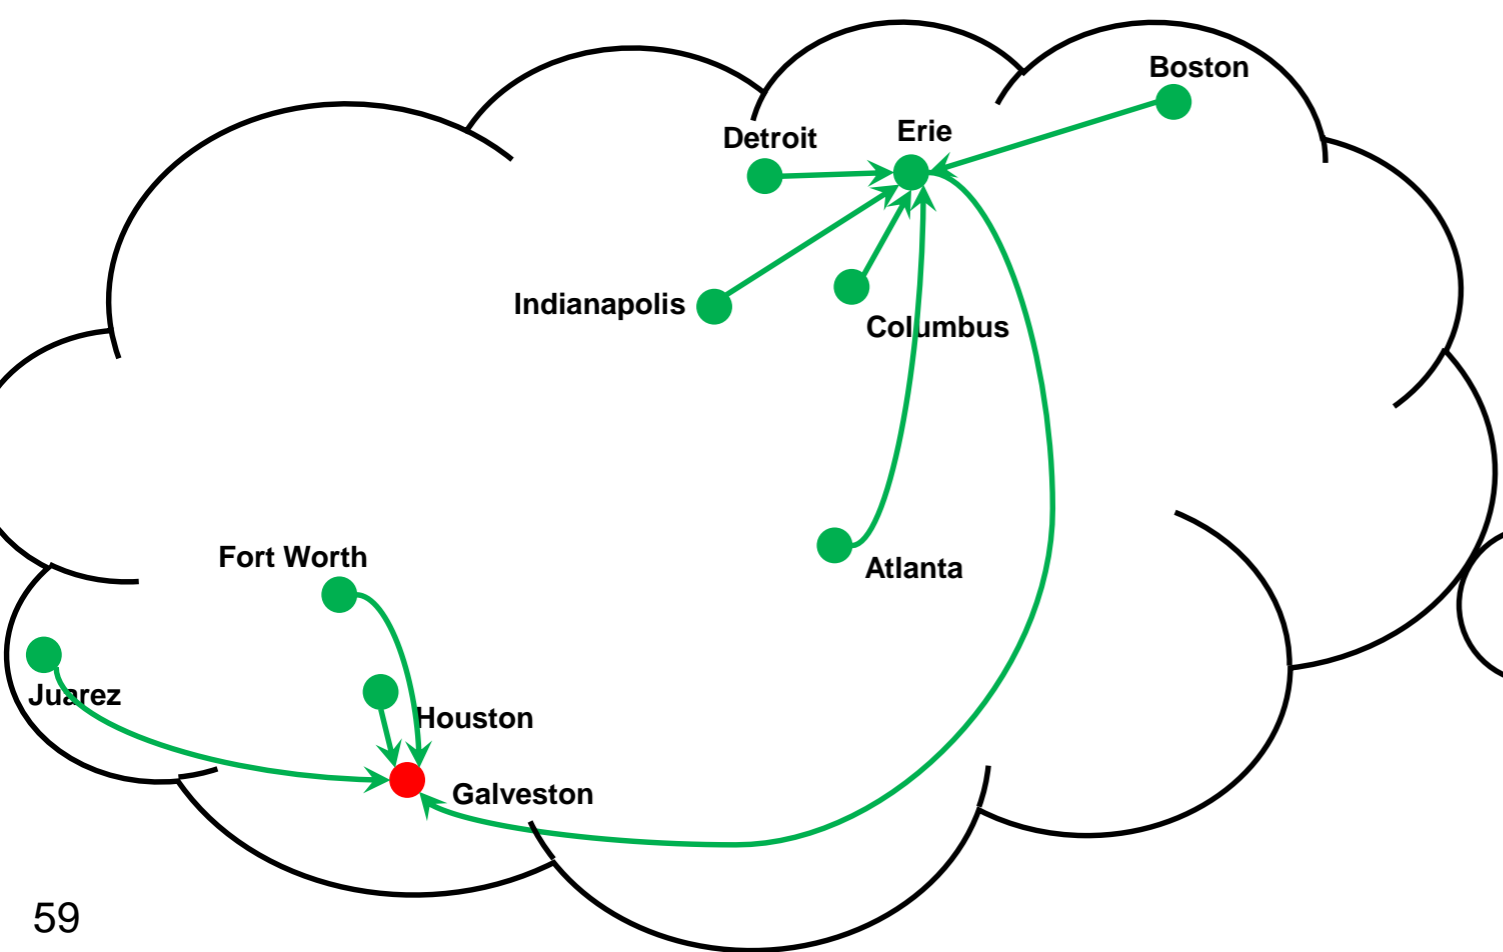 Boston
Detroit
Erie
Indianapolis
Columbus
Fort Worth
Atlanta
Juarez
Houston
Galveston
59